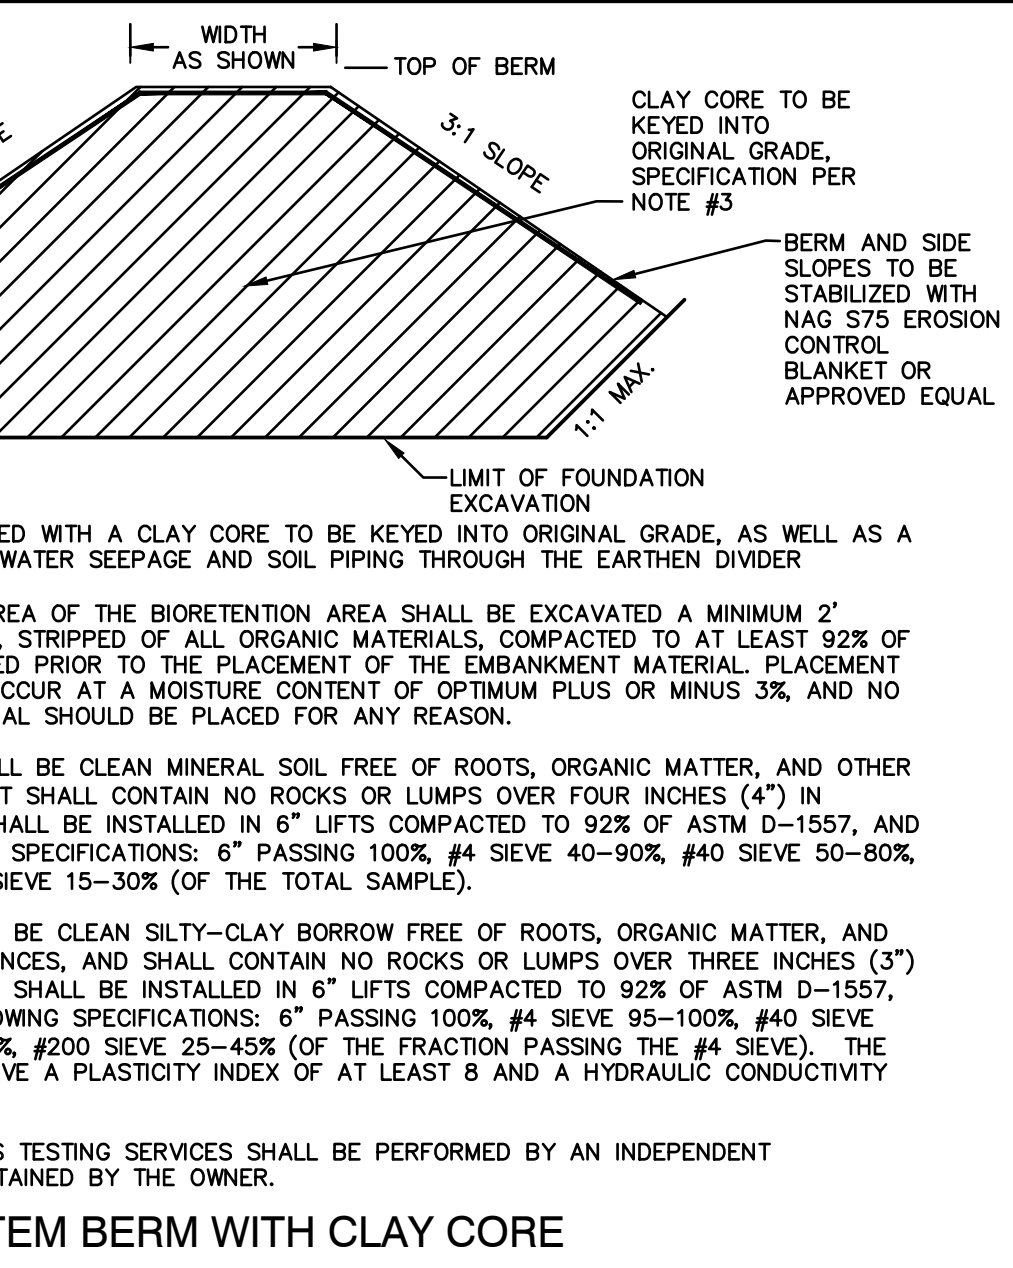 WIDTH
AS SHOWN
TOP OF BERM
3:1 SLOPE
CLAY CORE TO BE
KEYED INTO
ORIGINAL GRADE,
SPECIFICATION PER
NOTE #3
BERM AND SIDE
SLOPES TO BE
STABILIZED WITH
NAG S75 EROSION
CONTROL
BLANKET OR
APPROVED EQUAL
1:1 MAX.
LIMIT OF FOUNDATION
EXCAVATION
ED WITH A CLAY CORE TO BE KEYED INTO ORIGINAL GRADE, AS WELL AS A
WATER SEEPAGE AND SOIL PIPING THROUGH THE EARTHEN DIVIDER
REA OF THE BIORETENTION AREA SHALL BE EXCAVATED A MINIMUM 2'
, STRIPPED OF ALL ORGANIC MATERIALS, COMPACTED TO AT LEAST 92% OF
ED PRIOR TO THE PLACEMENT OF THE EMBANKMENT MATERIAL. PLACEMENT
CCUR AT A MOISTURE CONTENT OF OPTIMUM PLUS OR MINUS 3%, AND NO
AL SHOULD BE PLACED FOR ANY REASON.
LL BE CLEAN MINERAL SOIL FREE OF ROOTS, ORGANIC MATTER, AND OTHER
T SHALL CONTAIN NO ROCKS OR LUMPS OVER FOUR INCHES (4") IN
HALL BE INSTALLED IN 6" LIFTS COMPACTED TO 92% OF ASTM D-1557, AND
SPECIFICATIONS: 6" PASSING 100%, #4 SIEVE 40-90%, #40 SIEVE 50-80%,
SIEVE 15-30% (OF THE TOTAL SAMPLE).
BE CLEAN SILTY-CLAY BORROW FREE OF ROOTS, ORGANIC MATTER, AND
NCES, AND SHALL CONTAIN NO ROCKS OR LUMPS OVER THREE INCHES (3")
SHALL BE INSTALLED IN 6" LIFTS COMPACTED TO 92% OF ASTM D-1557,
OWING SPECIFICATIONS: 6" PASSING 100%, #4 SIEVE 95-100%, #40 SIEVE
%, #200 SIEVE 25-45% (OF THE FRACTION PASSING THE #4 SIEVE). THE
VE A PLASTICITY INDEX OF AT LEAST 8 AND A HYDRAULIC CONDUCTIVITY
S TESTING SERVICES SHALL BE PERFORMED BY AN INDEPENDENT
TAINED BY THE OWNER.
TEM BERM WITH CLAY CORE